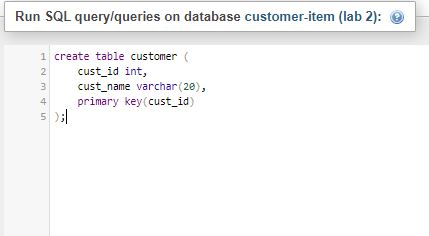 Run SQL query/queries on database customer-item (lab 2):
1 create table customer (
2 cust_id int,
3 cust_name varchar(20),
4 primary key(cust_id)
5 );